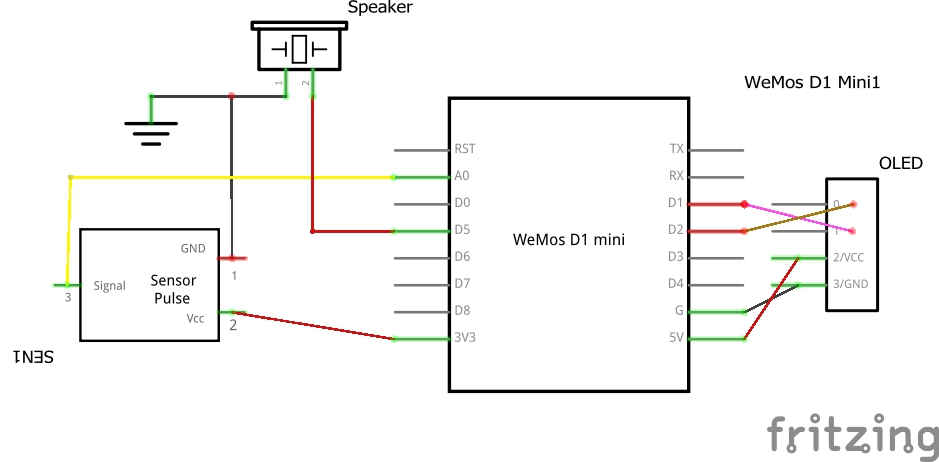 Speaker
1
2
WeMos D1 Mini1
RST
A0
D0
D5
D6
D7
D8
3V3
WeMos D1 mini
TX
RX
D1
D2
D3
D4
G
5V
OLED
0
1
2/VCC
3/GND
GND
1
Signal
3
Sensor
Pulse
Vcc
2
SEN1
fritzing